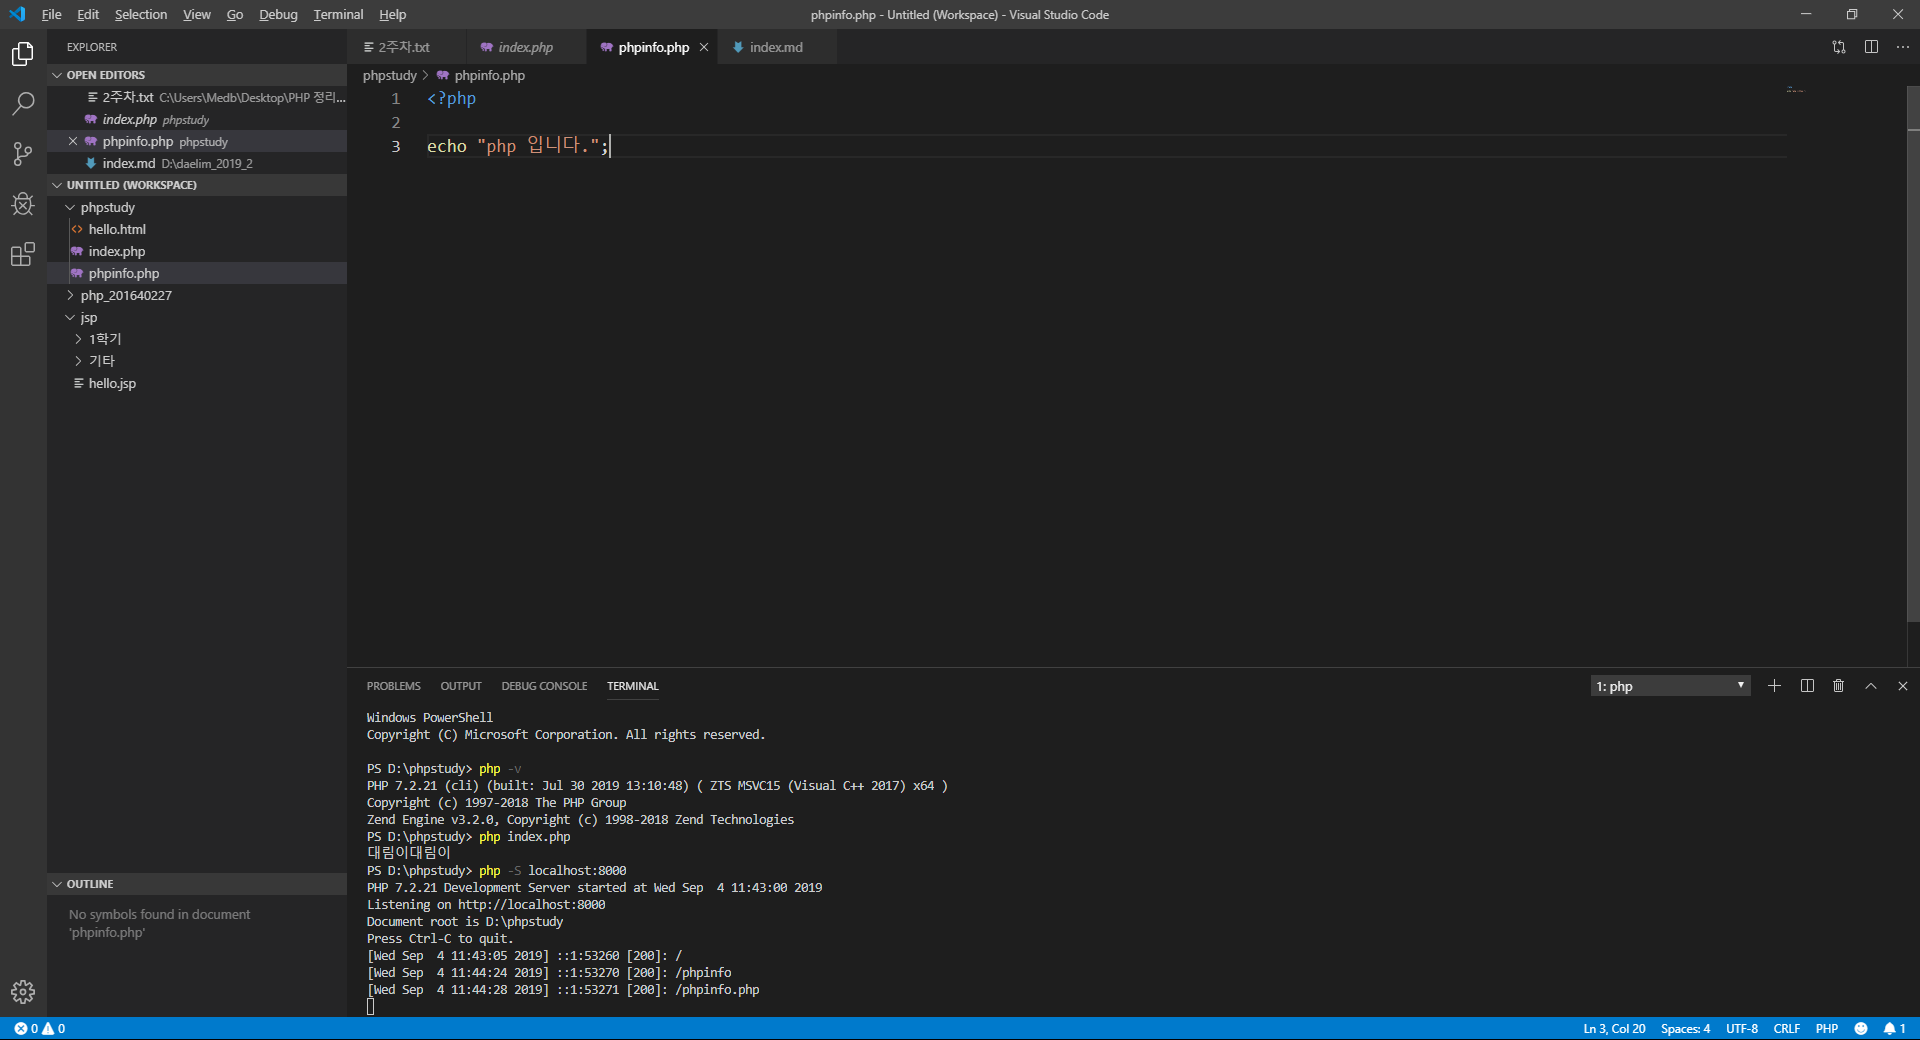 File Edit Selection View Go Debug Terminal Help
phpinfo.php - Untitled (Workspace) - Visual Studio Code
EXPLORER
OPEN EDITORS
2주차.txt C:\Users\Medb\Desktop\PHP 정리...
index.php phpstudy
phpinfo.php phpstudy
index.md D:\daelim_2019_2
UNTITLED (WORKSPACE)
phpstudy
hello.html
index.php
phpinfo.php
php_201640227
jsp
1학기
기타
hello.jsp
OUTLINE
No symbols found in document
'phpinfo.php'
2주차.txt index.php phpinfo.php index.md
phpstudy > phpinfo.php
1 <?php
2
3 echo "php 입니다.";
PROBLEMS OUTPUT DEBUG CONSOLE TERMINAL
1: php
Windows PowerShell
Copyright (C) Microsoft Corporation. All rights reserved.
PS D:\phpstudy> php -v
PHP 7.2.21 (cli) (built: Jul 30 2019 13:10:48) ( ZTS MSVC15 (Visual C++ 2017) x64 )
Copyright (c) 1997-2018 The PHP Group
Zend Engine v3.2.0, Copyright (c) 1998-2018 Zend Technologies
PS D:\phpstudy> php index.php
대림이대림이
PS D:\phpstudy> php -S localhost:8000
PHP 7.2.21 Development Server started at Wed Sep  4 11:43:00 2019
Listening on http://localhost:8000
Document root is D:\phpstudy
Press Ctrl-C to quit.
[Wed Sep  4 11:43:05 2019] ::1:53260 [200]: /
[Wed Sep  4 11:44:24 2019] ::1:53270 [200]: /phpinfo
[Wed Sep  4 11:44:28 2019] ::1:53271 [200]: /phpinfo.php
0 0
Ln 3, Col 20 Spaces: 4 UTF-8 CRLF PHP 1